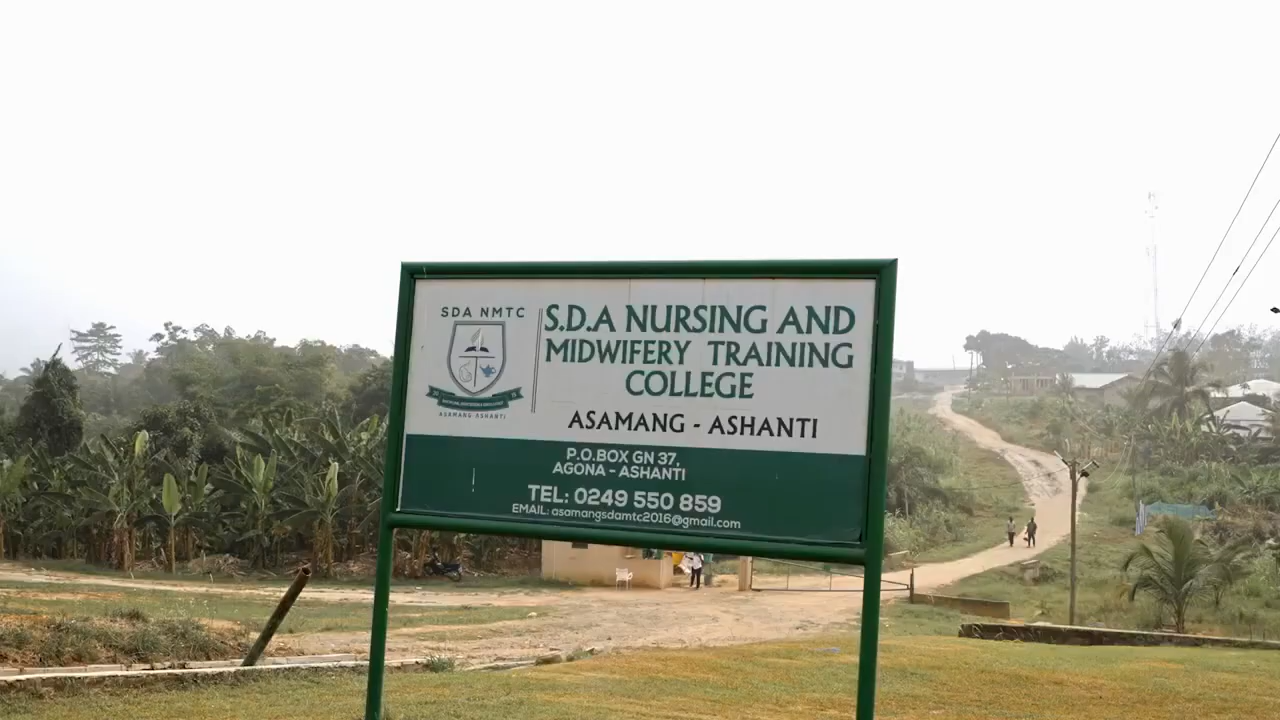 SDA NMTC
ASAMANG ASHANTI
S.D.A NURSING AND
MIDWIFERY TRAINING
COLLEGE
ASAMANG - ASHANTI
P.O.BOX GN 37,
AGONA - ASHANTI
TEL: 0249 550 859
EMAIL: asamangsdamtc2016@gmail.com